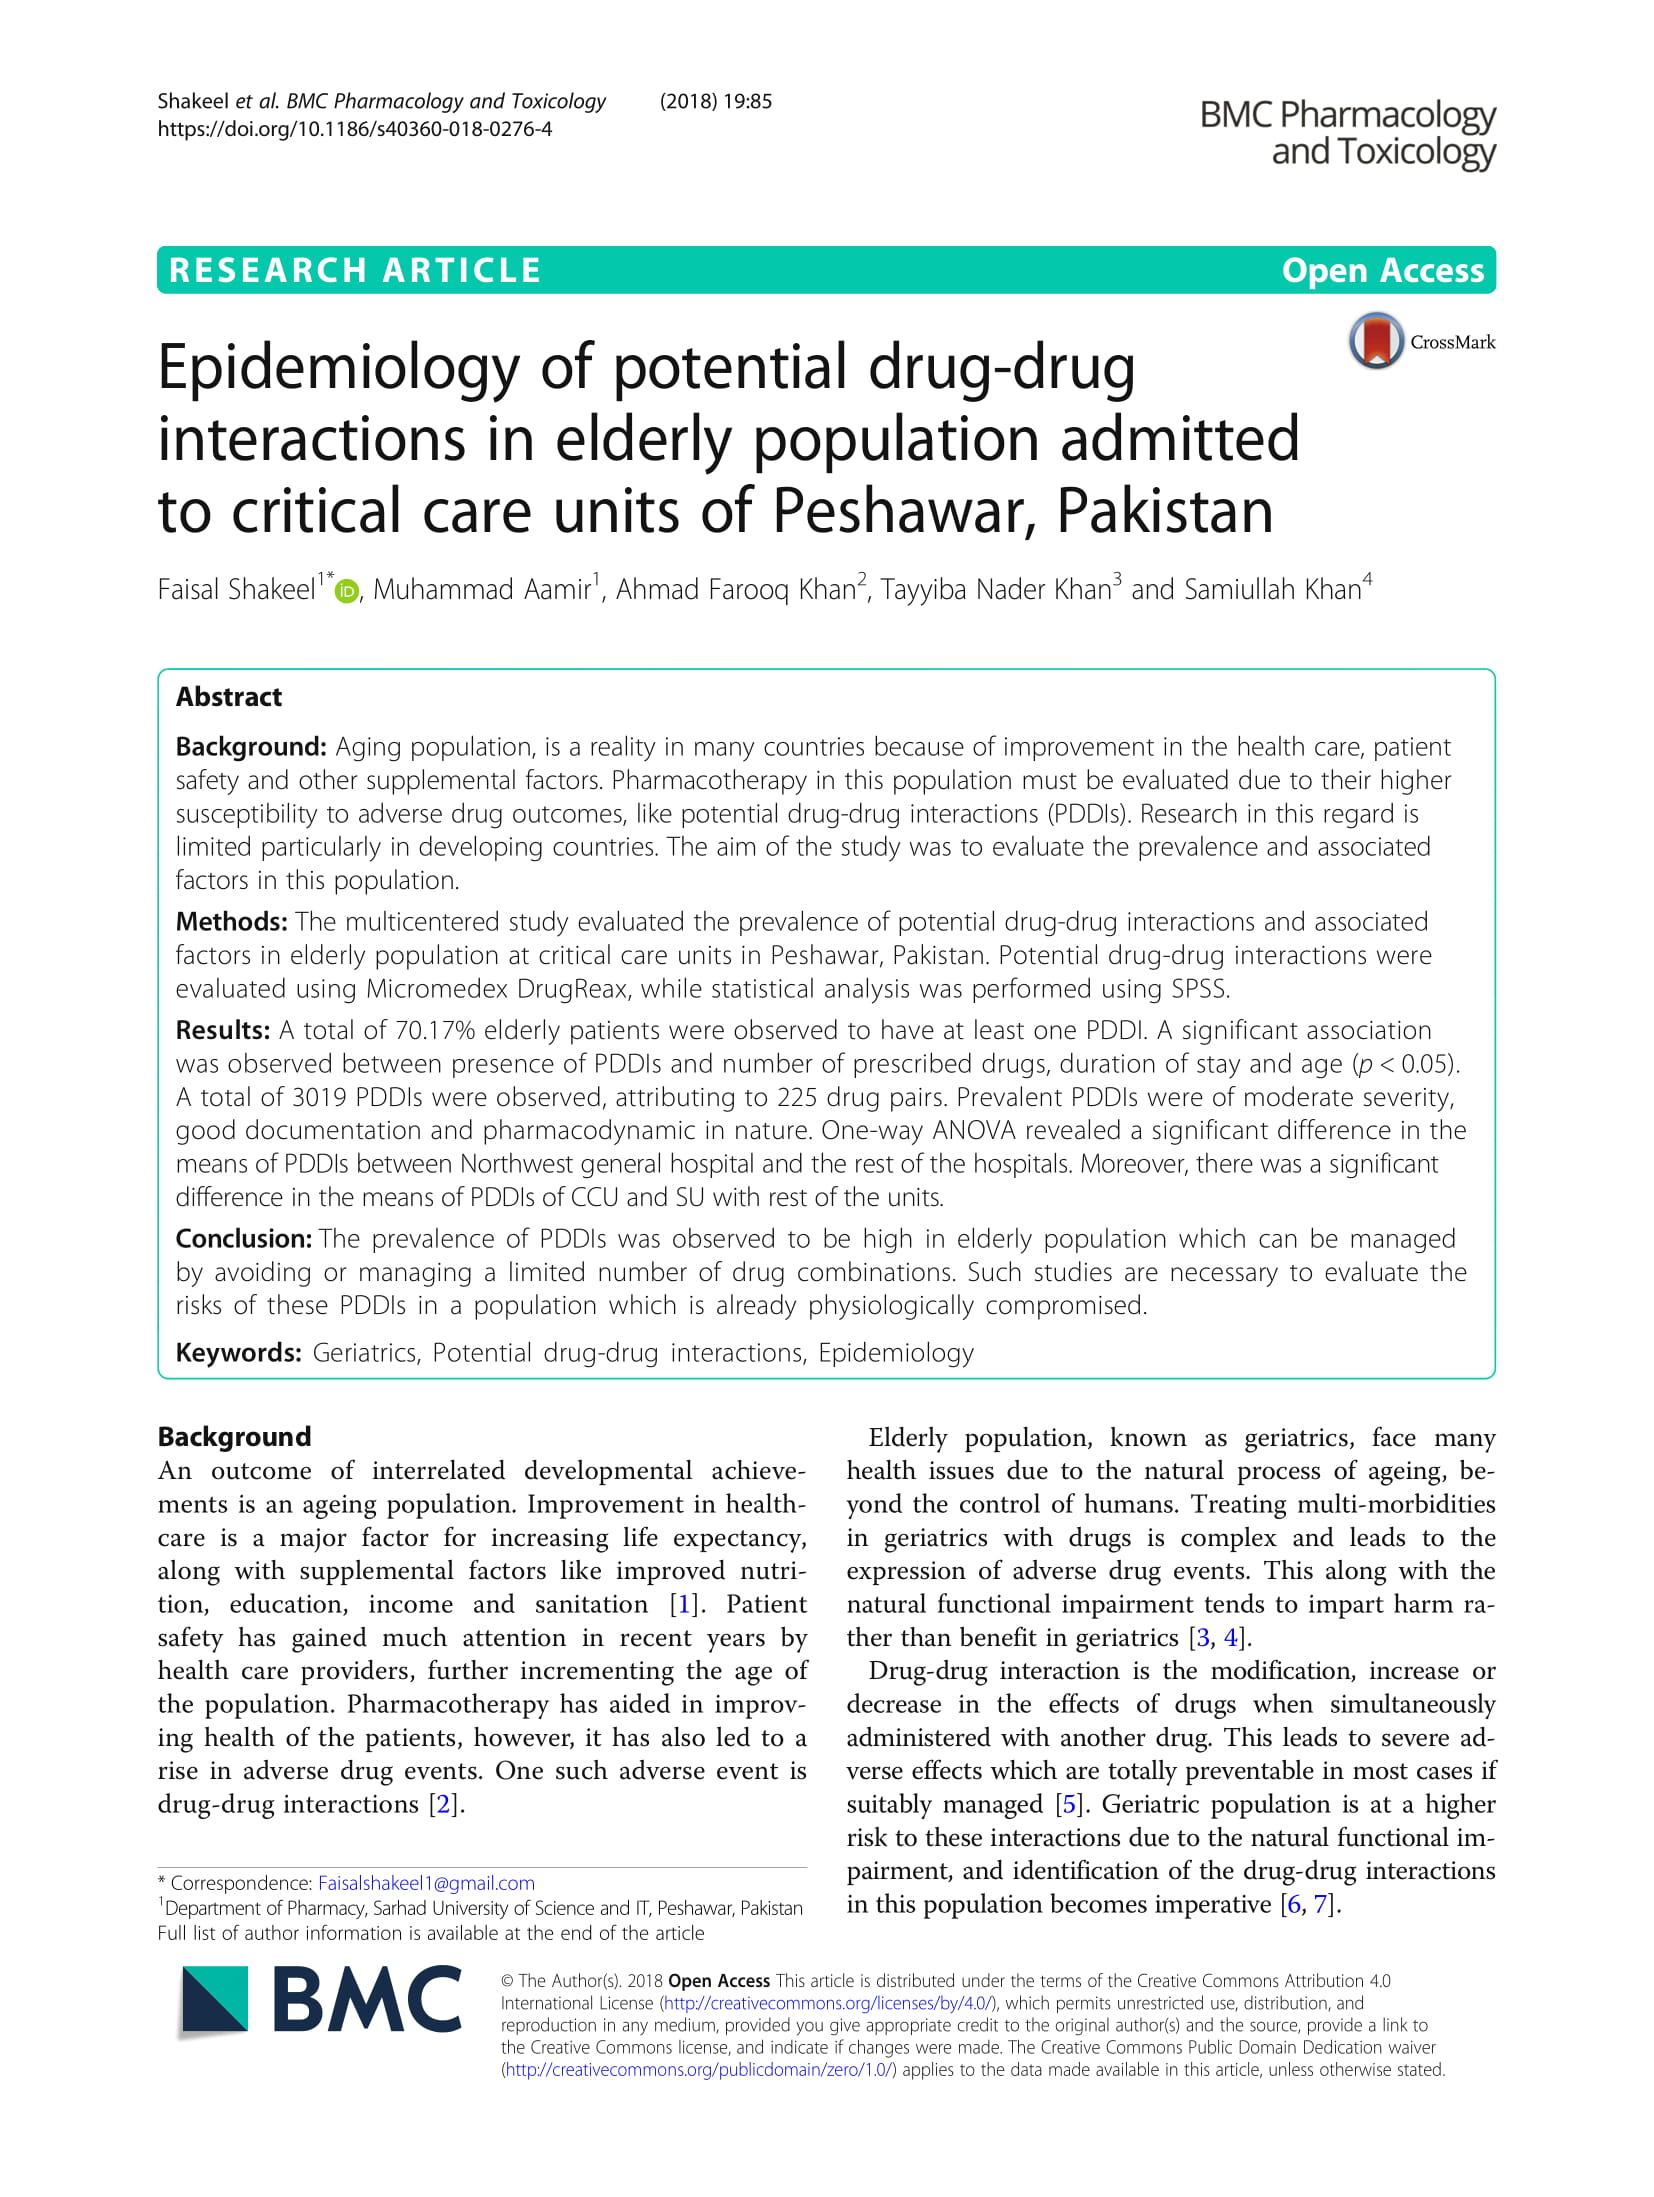 Shakeel et al. BMC Pharmacology and Toxicology (2018) 19:85
https://doi.org/10.1186/s40360-018-0276-4
BMC Pharmacology
and Toxicology
RESEARCH ARTICLE Open Access
CrossMark
Epidemiology of potential drug-drug
interactions in elderly population admitted
to critical care units of Peshawar, Pakistan
Faisal Shakeel1* iD, Muhammad Aamir1, Ahmad Farooq Khan2, Tayyiba Nader Khan3 and Samiullah Khan4
Abstract
Background: Aging population, is a reality in many countries because of improvement in the health care, patient
safety and other supplemental factors. Pharmacotherapy in this population must be evaluated due to their higher
susceptibility to adverse drug outcomes, like potential drug-drug interactions (PDDIs). Research in this regard is
limited particularly in developing countries. The aim of the study was to evaluate the prevalence and associated
factors in this population.
Methods: The multicentered study evaluated the prevalence of potential drug-drug interactions and associated
factors in elderly population at critical care units in Peshawar, Pakistan. Potential drug-drug interactions were
evaluated using Micromedex DrugReax, while statistical analysis was performed using SPSS.
Results: A total of 70.17% elderly patients were observed to have at least one PDDI. A significant association
was observed between presence of PDDIs and number of prescribed drugs, duration of stay and age (p < 0.05).
A total of 3019 PDDIs were observed, attributing to 225 drug pairs. Prevalent PDDIs were of moderate severity,
good documentation and pharmacodynamic in nature. One-way ANOVA revealed a significant difference in the
means of PDDIs between Northwest general hospital and the rest of the hospitals. Moreover, there was a significant
difference in the means of PDDIs of CCU and SU with rest of the units.
Conclusion: The prevalence of PDDIs was observed to be high in elderly population which can be managed
by avoiding or managing a limited number of drug combinations. Such studies are necessary to evaluate the
risks of these PDDIs in a population which is already physiologically compromised.
Keywords: Geriatrics, Potential drug-drug interactions, Epidemiology
Background
An outcome of interrelated developmental achieve-
ments is an ageing population. Improvement in health-
care is a major factor for increasing life expectancy,
along with supplemental factors like improved nutri-
tion, education, income and sanitation [1]. Patient
safety has gained much attention in recent years by
health care providers, further incrementing the age of
the population. Pharmacotherapy has aided in improv-
ing health of the patients, however, it has also led to a
rise in adverse drug events. One such adverse event is
drug-drug interactions [2].
Elderly population, known as geriatrics, face many
health issues due to the natural process of ageing, be-
yond the control of humans. Treating multi-morbidities
in geriatrics with drugs is complex and leads to the
expression of adverse drug events. This along with the
natural functional impairment tends to impart harm ra-
ther than benefit in geriatrics [3, 4].
Drug-drug interaction is the modification, increase or
decrease in the effects of drugs when simultaneously
administered with another drug. This leads to severe ad-
verse effects which are totally preventable in most cases if
suitably managed [5]. Geriatric population is at a higher
risk to these interactions due to the natural functional im-
pairment, and identification of the drug-drug interactions
in this population becomes imperative [6, 7].
* Correspondence: Faisalshakeel1@gmail.com
1Department of Pharmacy, Sarhad University of Science and IT, Peshawar, Pakistan
Full list of author information is available at the end of the article
BMC
© The Author(s). 2018 Open Access This article is distributed under the terms of the Creative Commons Attribution 4.0
International License (http://creativecommons.org/licenses/by/4.0/), which permits unrestricted use, distribution, and
reproduction in any medium, provided you give appropriate credit to the original author(s) and the source, provide a link to
the Creative Commons license, and indicate if changes were made. The Creative Commons Public Domain Dedication waiver
(http://creativecommons.org/publicdomain/zero/1.0/) applies to the data made available in this article, unless otherwise stated.